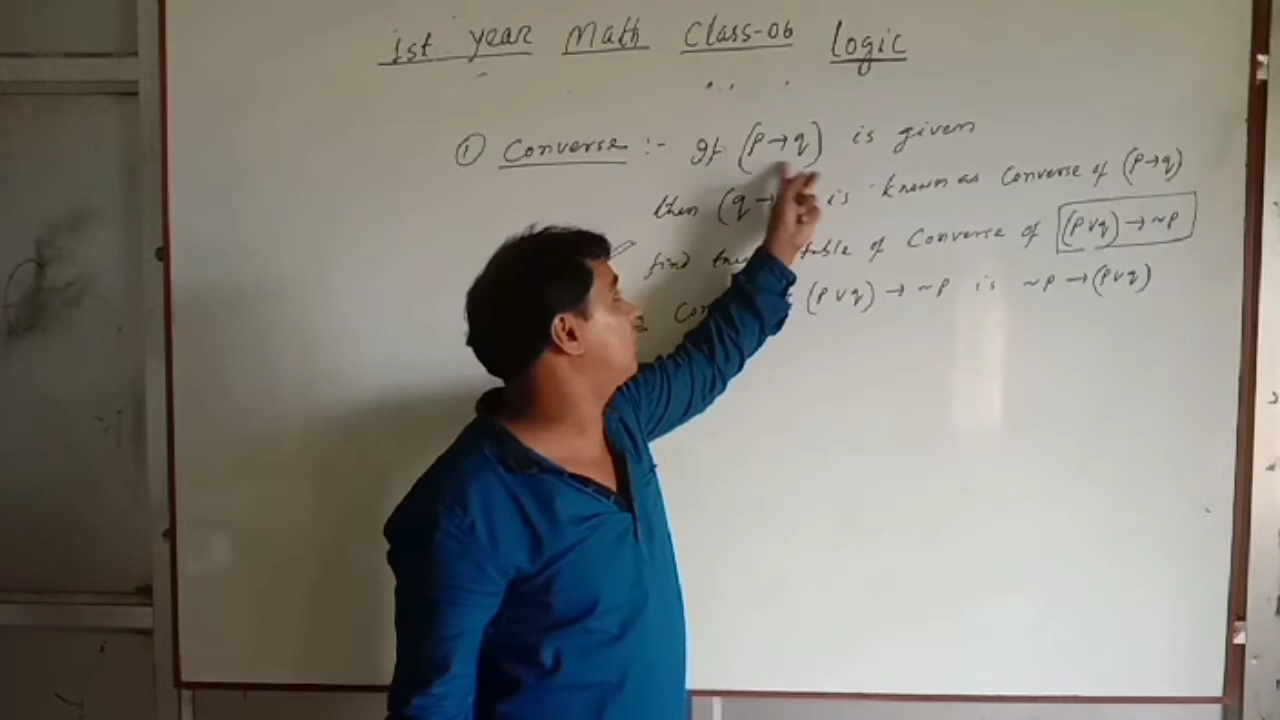 1st year Math Class-06 Logic
① Converse :- If (p→q) is given
then (q→ is known as Converse of (p→q)
find table of Converse of (p∨q)→~p
(p∨q)→~p is ~p→(p∨q)